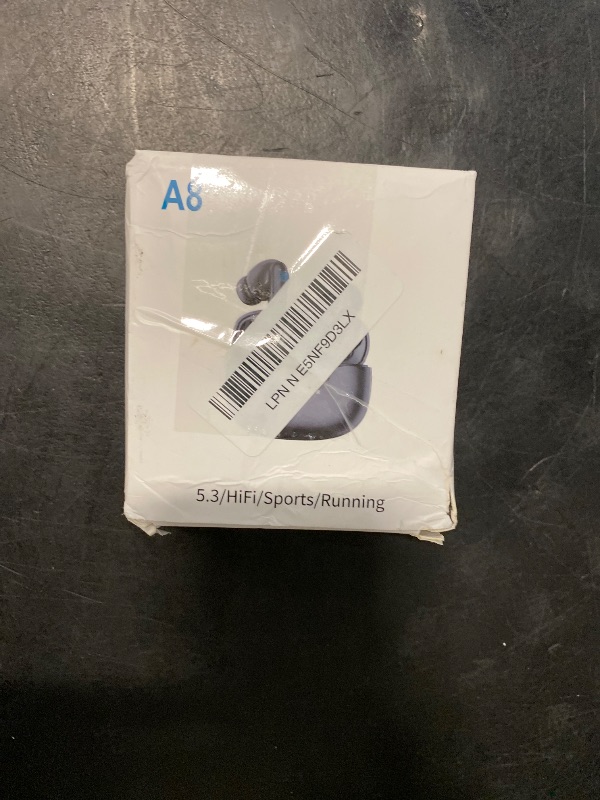 A8
LPN N E5NF9D3LX
5.3/HiFi/Sports/Running